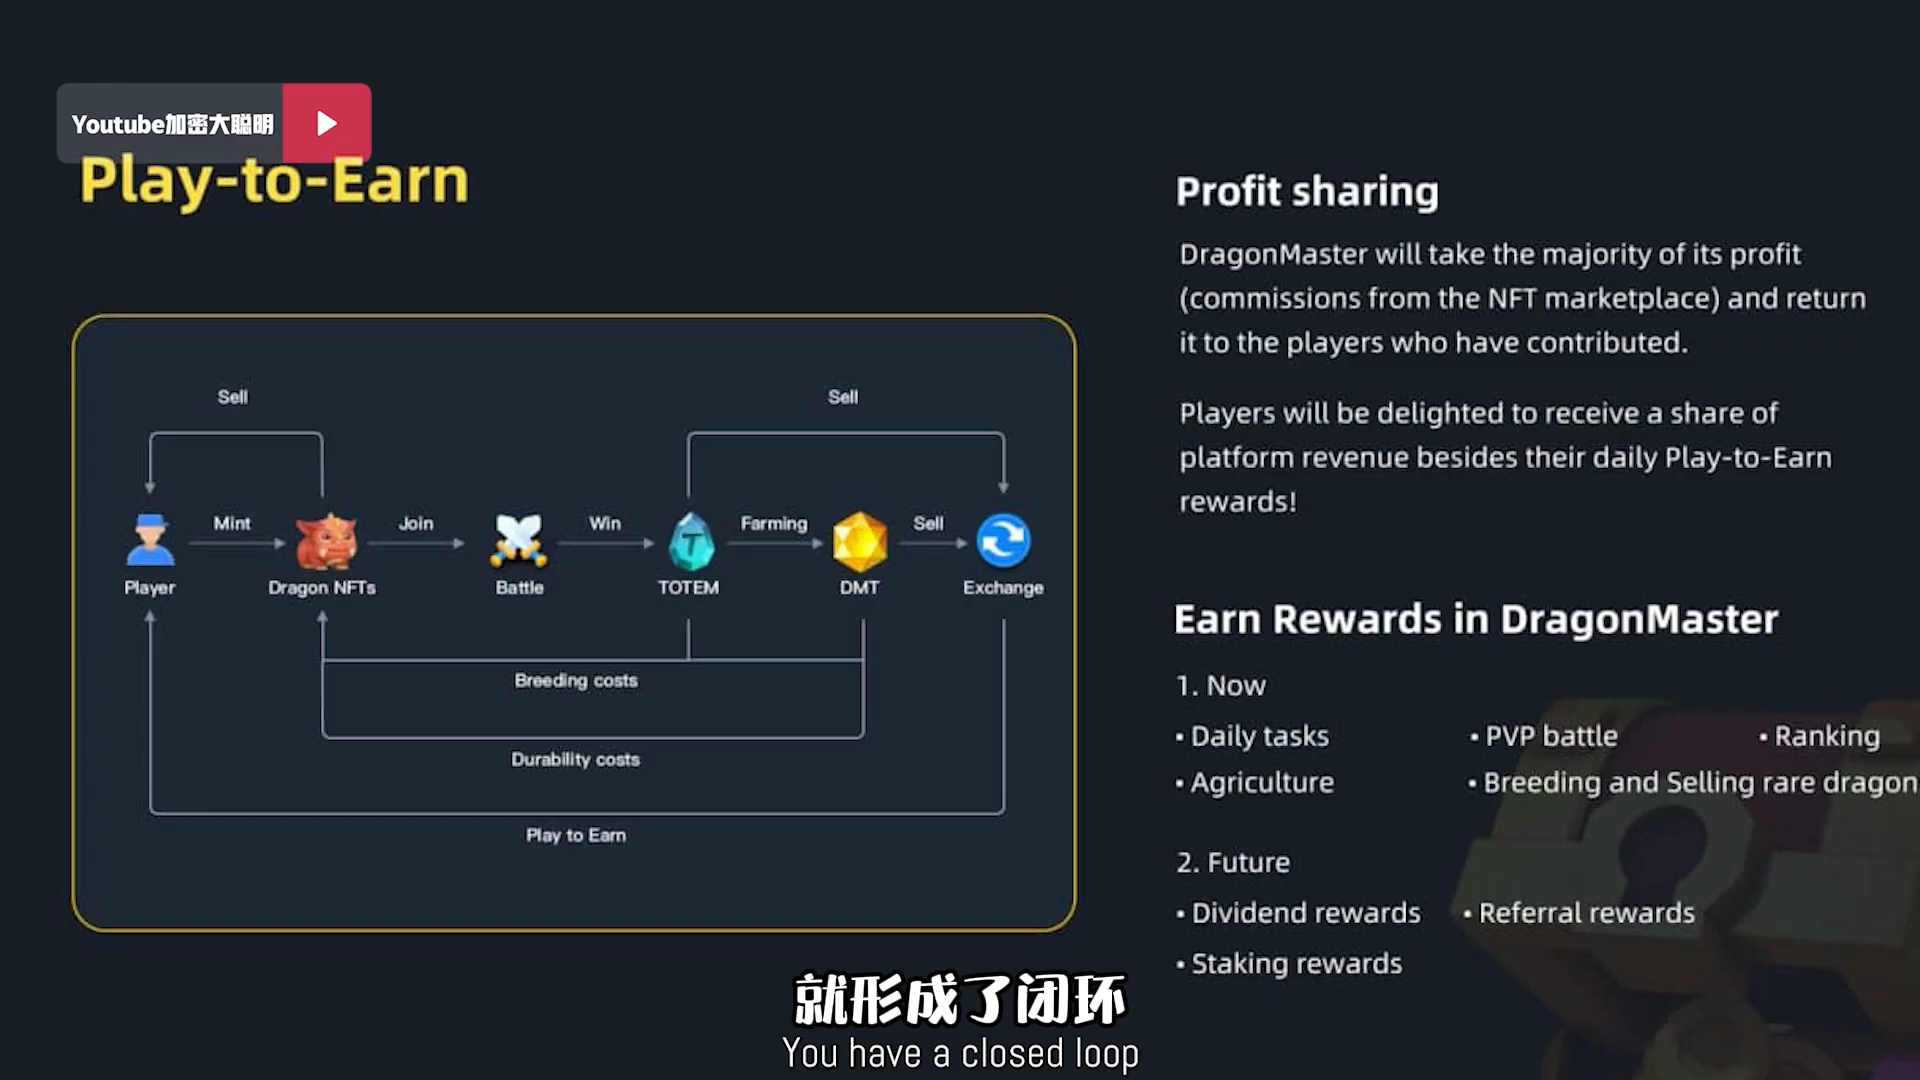 Youtube加密大聪明
Play-to-Earn
Sell
Sell
Mint
Join
Win
Farming
Sell
Player
Dragon NFTs
Battle
TOTEM
DMT
Exchange
Breeding costs
Durability costs
Play to Earn
Profit sharing
DragonMaster will take the majority of its profit
(commissions from the NFT marketplace) and return
it to the players who have contributed.
Players will be delighted to receive a share of
platform revenue besides their daily Play-to-Earn
rewards!
Earn Rewards in DragonMaster
1. Now
• Daily tasks
• PVP battle
• Ranking
• Agriculture
• Breeding and Selling rare dragon
2. Future
• Dividend rewards
• Referral rewards
• Staking rewards
就形成了闭环
You have a closed loop